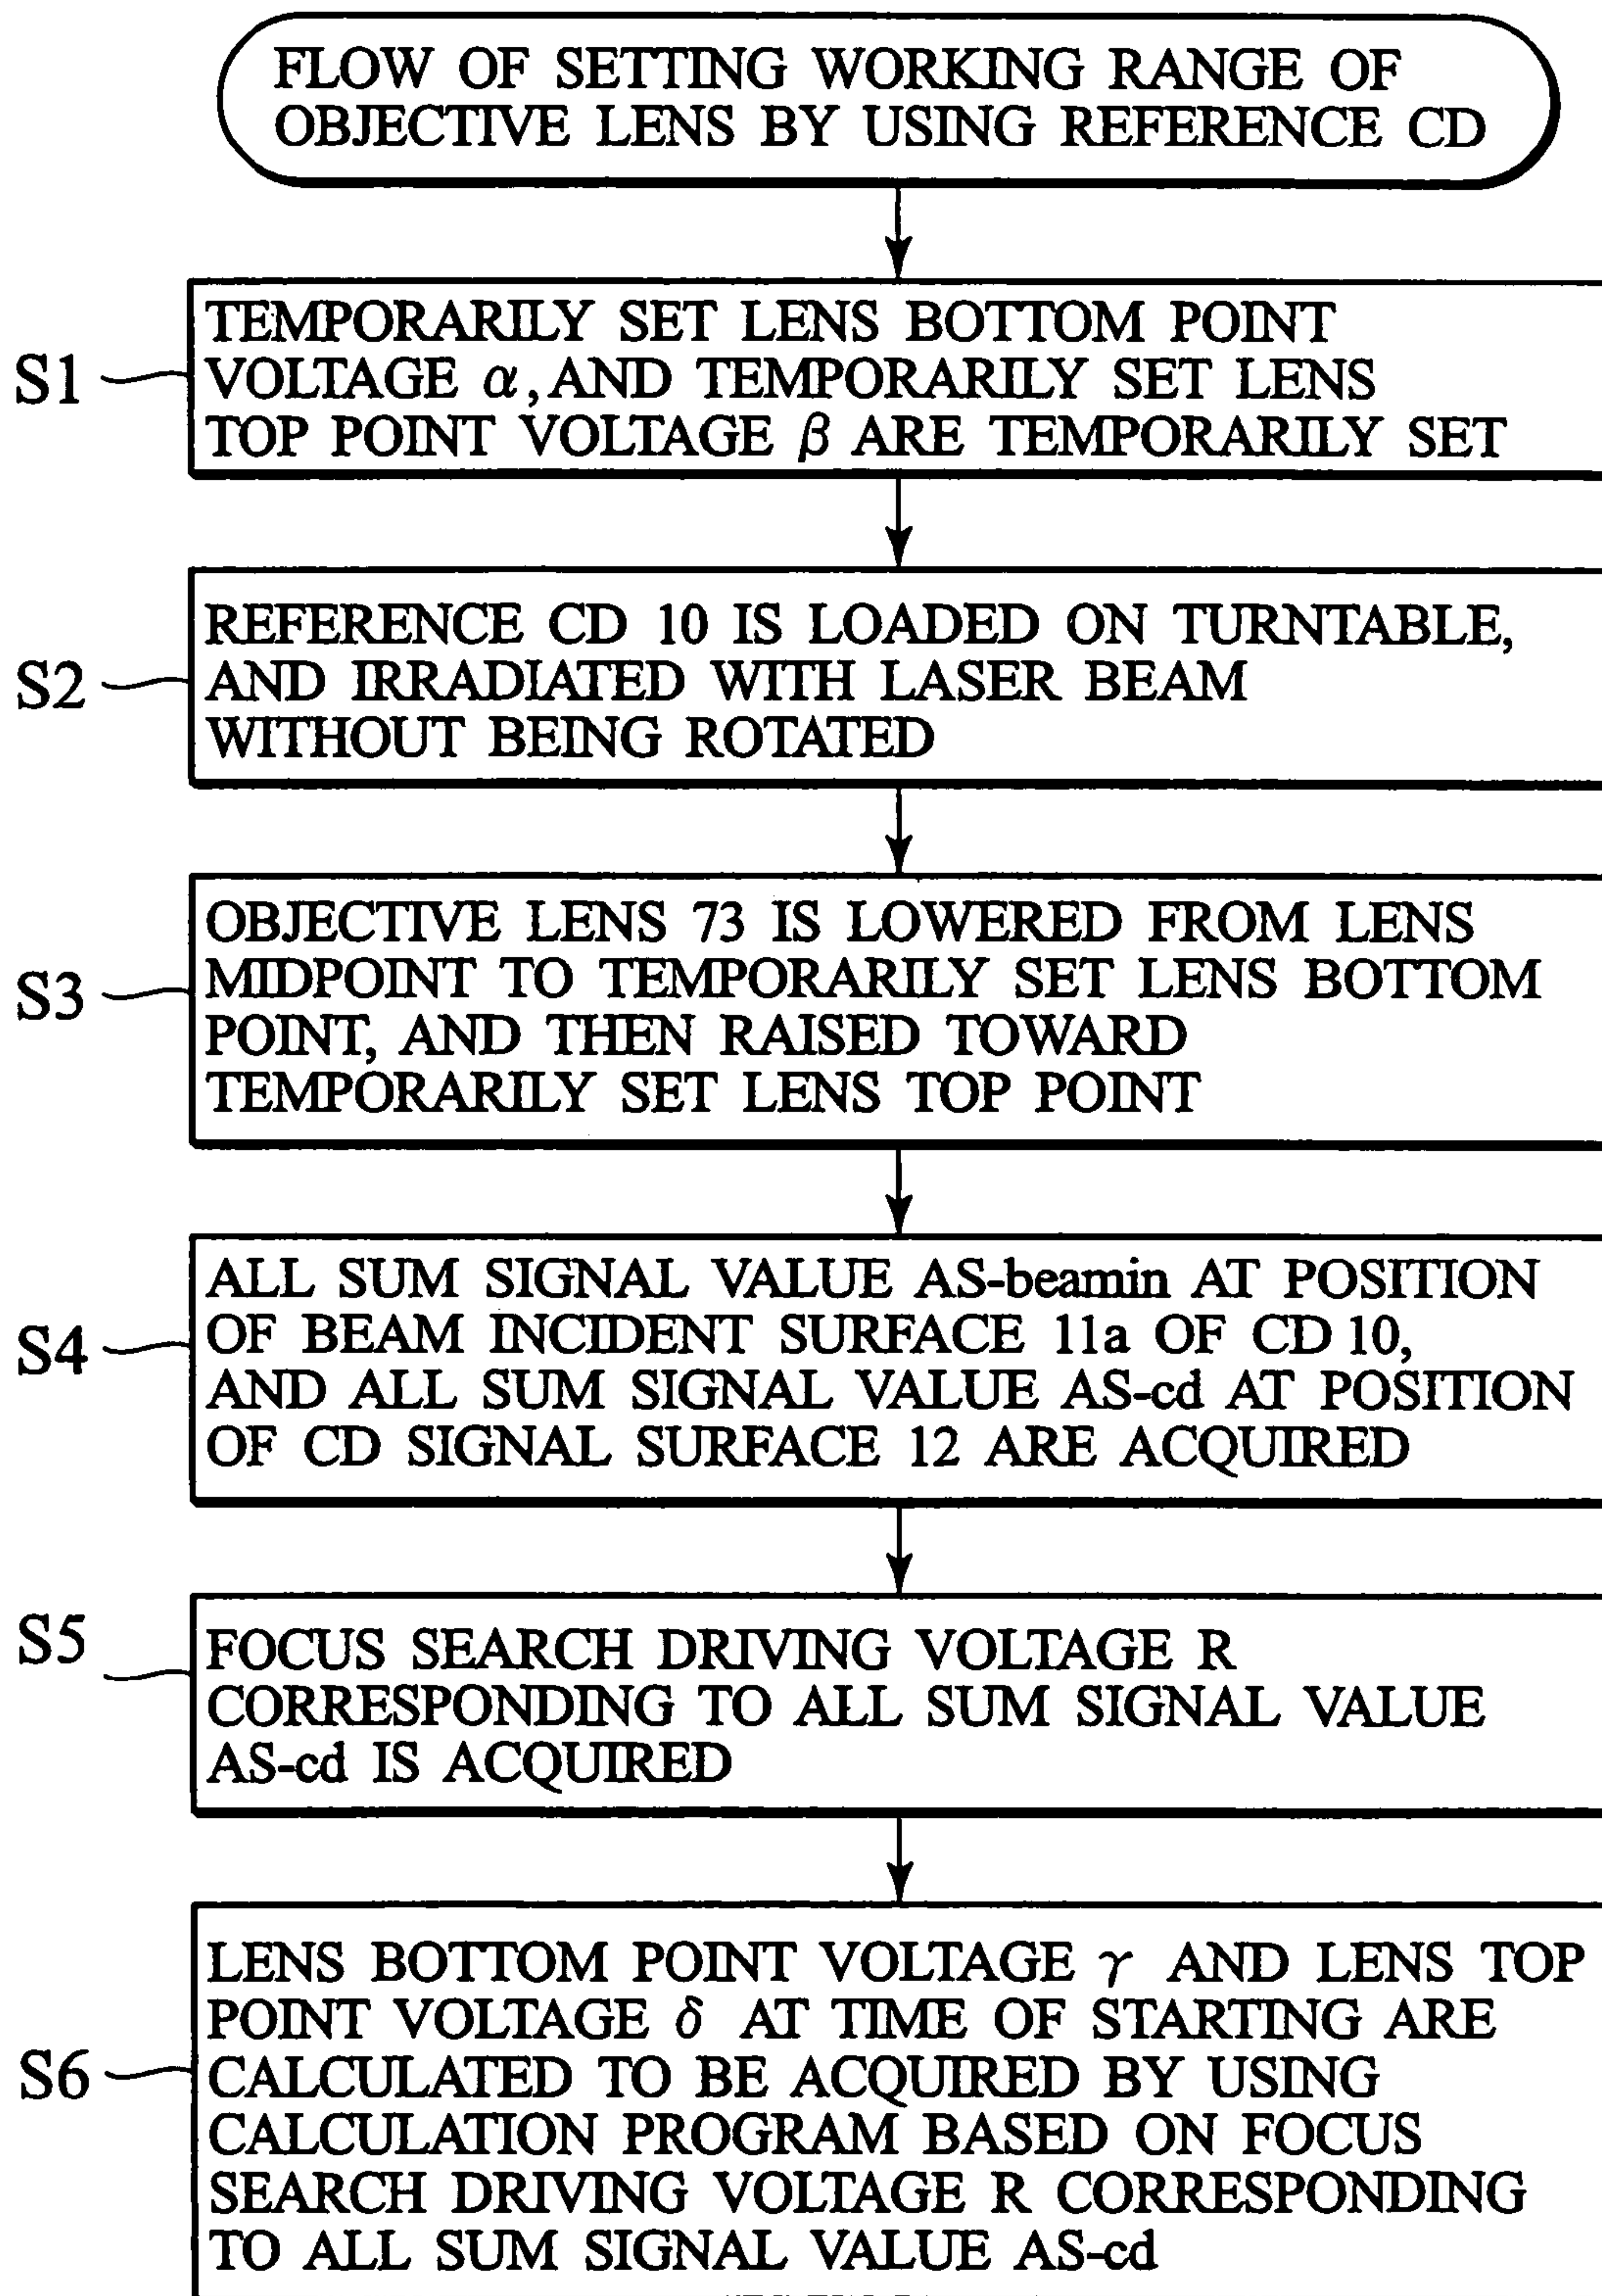 FLOW OF SETTING WORKING RANGE OF
OBJECTIVE LENS BY USING REFERENCE CD
S1
TEMPORARILY SET LENS BOTTOM POINT
VOLTAGE α, AND TEMPORARILY SET LENS
TOP POINT VOLTAGE β ARE TEMPORARILY SET
S2
REFERENCE CD 10 IS LOADED ON TURNTABLE,
AND IRRADIATED WITH LASER BEAM
WITHOUT BEING ROTATED
S3
OBJECTIVE LENS 73 IS LOWERED FROM LENS
MIDPOINT TO TEMPORARILY SET LENS BOTTOM
POINT, AND THEN RAISED TOWARD
TEMPORARILY SET LENS TOP POINT
S4
ALL SUM SIGNAL VALUE AS-beamin AT POSITION
OF BEAM INCIDENT SURFACE 11a OF CD 10,
AND ALL SUM SIGNAL VALUE AS-cd AT POSITION
OF CD SIGNAL SURFACE 12 ARE ACQUIRED
S5
FOCUS SEARCH DRIVING VOLTAGE R
CORRESPONDING TO ALL SUM SIGNAL VALUE
AS-cd IS ACQUIRED
S6
LENS BOTTOM POINT VOLTAGE γ AND LENS TOP
POINT VOLTAGE δ AT TIME OF STARTING ARE
CALCULATED TO BE ACQUIRED BY USING
CALCULATION PROGRAM BASED ON FOCUS
SEARCH DRIVING VOLTAGE R CORRESPONDING
TO ALL SUM SIGNAL VALUE AS-cd